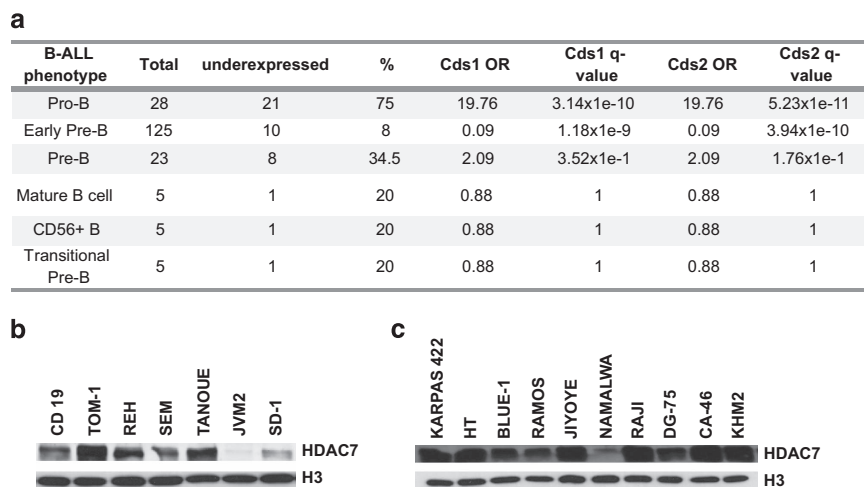 a
B-ALL phenotype Total underexpressed % Cds1 OR Cds1 q-value Cds2 OR Cds2 q-value
Pro-B 28 21 75 19.76 3.14x1e-10 19.76 5.23x1e-11
Early Pre-B 125 10 8 0.09 1.18x1e-9 0.09 3.94x1e-10
Pre-B 23 8 34.5 2.09 3.52x1e-1 2.09 1.76x1e-1
Mature B cell 5 1 20 0.88 1 0.88 1
CD56+ B 5 1 20 0.88 1 0.88 1
Transitional Pre-B 5 1 20 0.88 1 0.88 1
b
CD 19 TOM-1 REH SEM TANOUE JVM2 SD-1
HDAC7
H3
c
KARPAS 422 HT BLUE-1 RAMOS JIYOYE NAMALWA RAJI DG-75 CA-46 KHM2
HDAC7
H3